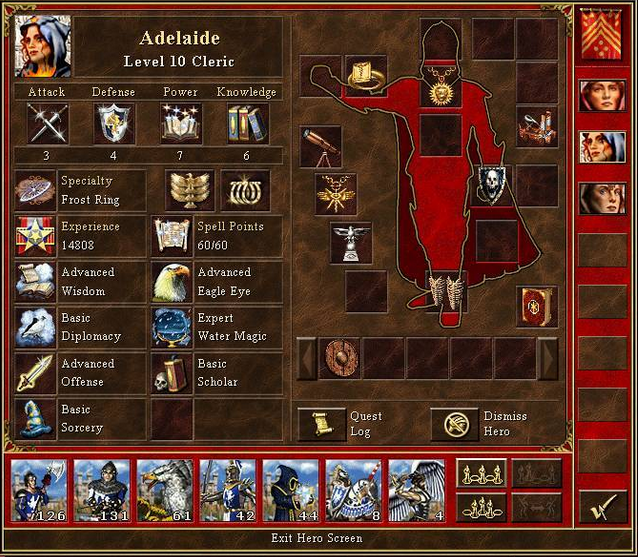 Adelaide
Level 10 Cleric
Attack Defense Power Knowledge
3 4 7 6
Specialty
Frost Ring
Experience
14808
Spell Points
60/60
Advanced
Wisdom
Advanced
Eagle Eye
Basic
Diplomacy
Expert
Water Magic
Advanced
Offense
Basic
Scholar
Basic
Sorcery
Quest
Log
Dismiss
Hero
126 131 61 42 44 8 4
Exit Hero Screen